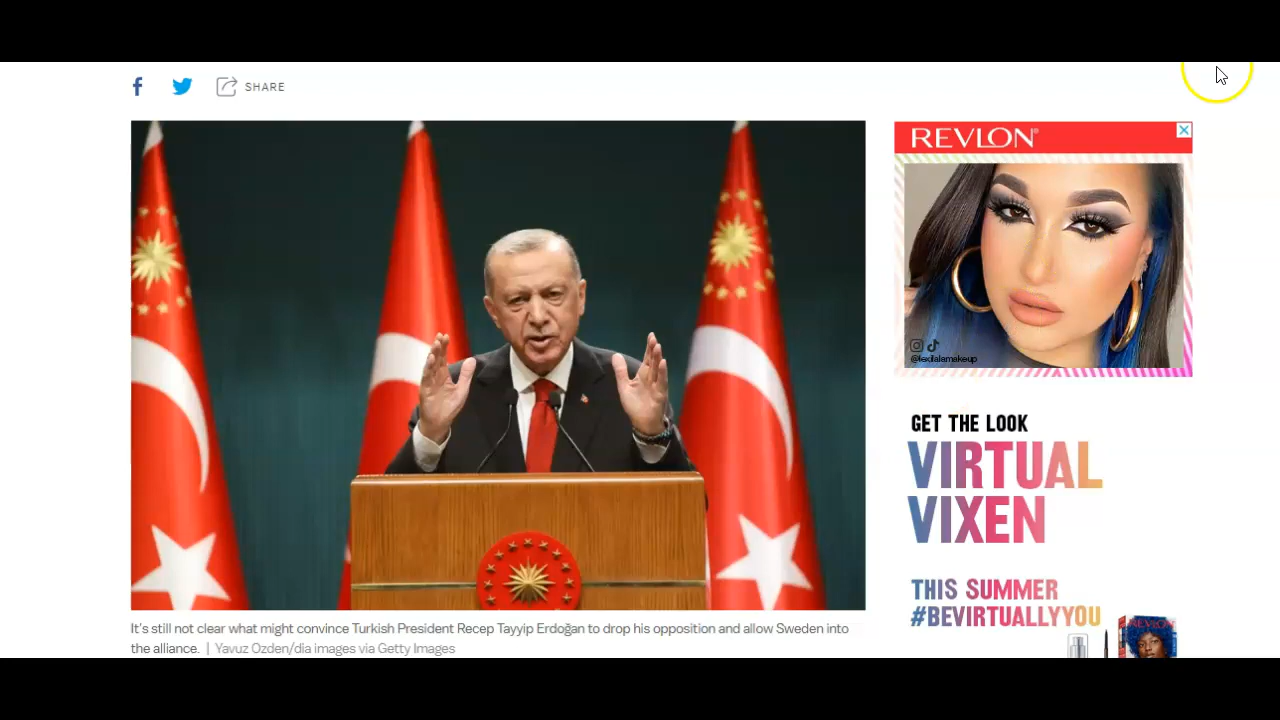 SHARE
REVLON
@lexilalamakeup
GET THE LOOK
VIRTUAL
VIXEN
THIS SUMMER
#BEVIRTUALLYYOU
REVLON
It's still not clear what might convince Turkish President Recep Tayyip Erdoğan to drop his opposition and allow Sweden into
the alliance. | Yavuz Ozden/dia images via Getty Images